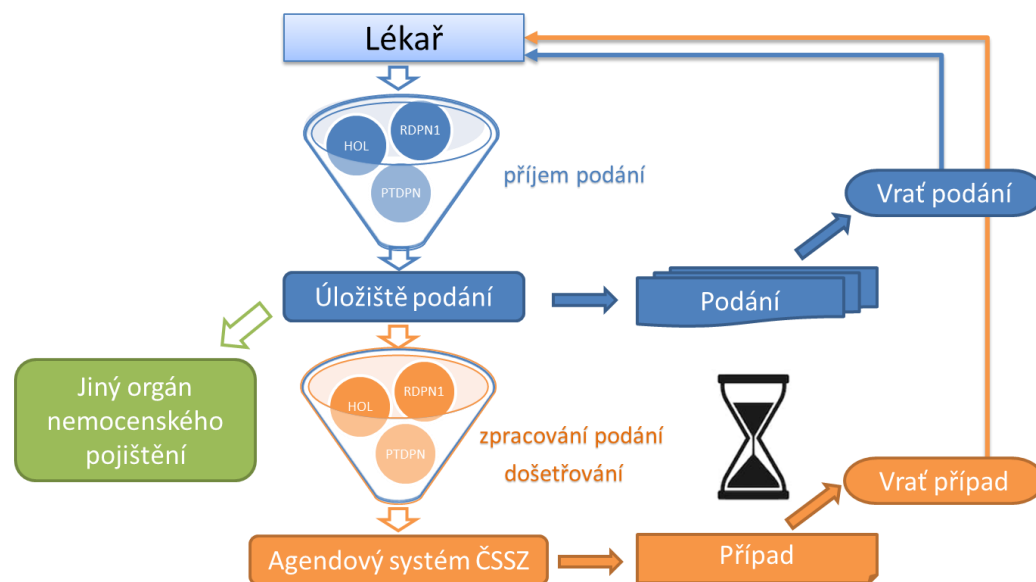 Lékař
HOL
RDPN1
PTDPN
příjem podání
Vrať podání
Úložiště podání
Podání
Jiný orgán
nemocenského
pojištění
HOL
RDPN1
PTDPN
zpracování podání
došetřování
Vrať případ
Agendový systém ČSSZ
Případ